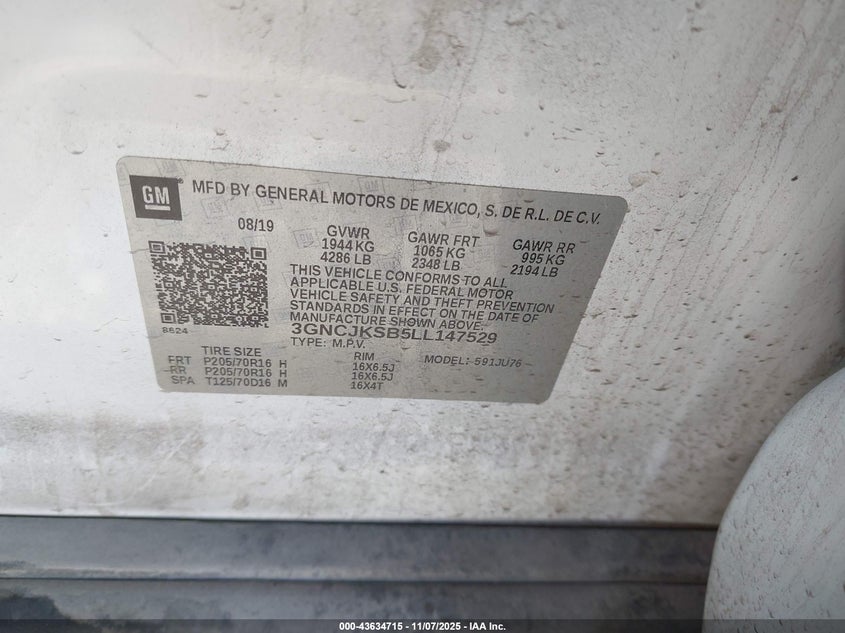 GM
MFD BY GENERAL MOTORS DE MEXICO, S. DE R.L. DE C.V.
08/19
GVWR GAWR FRT GAWR RR
1944 KG 1065 KG 995 KG
4286 LB 2348 LB 2194 LB
THIS VEHICLE CONFORMS TO ALL
APPLICABLE U.S. FEDERAL MOTOR
VEHICLE SAFETY AND THEFT PREVENTION
STANDARDS IN EFFECT ON THE DATE OF
MANUFACTURE SHOWN ABOVE.
8624
3GNCJKSB5LL147529
TYPE: M.P.V. MODEL: 591JU76
TIRE SIZE RIM
FRT P205/70R16 H 16X6.5J
RR P205/70R16 H 16X6.5J
SPA T125/70D16 M 16X4T
000-43634715 -- 11/07/2025 -- IAA Inc.